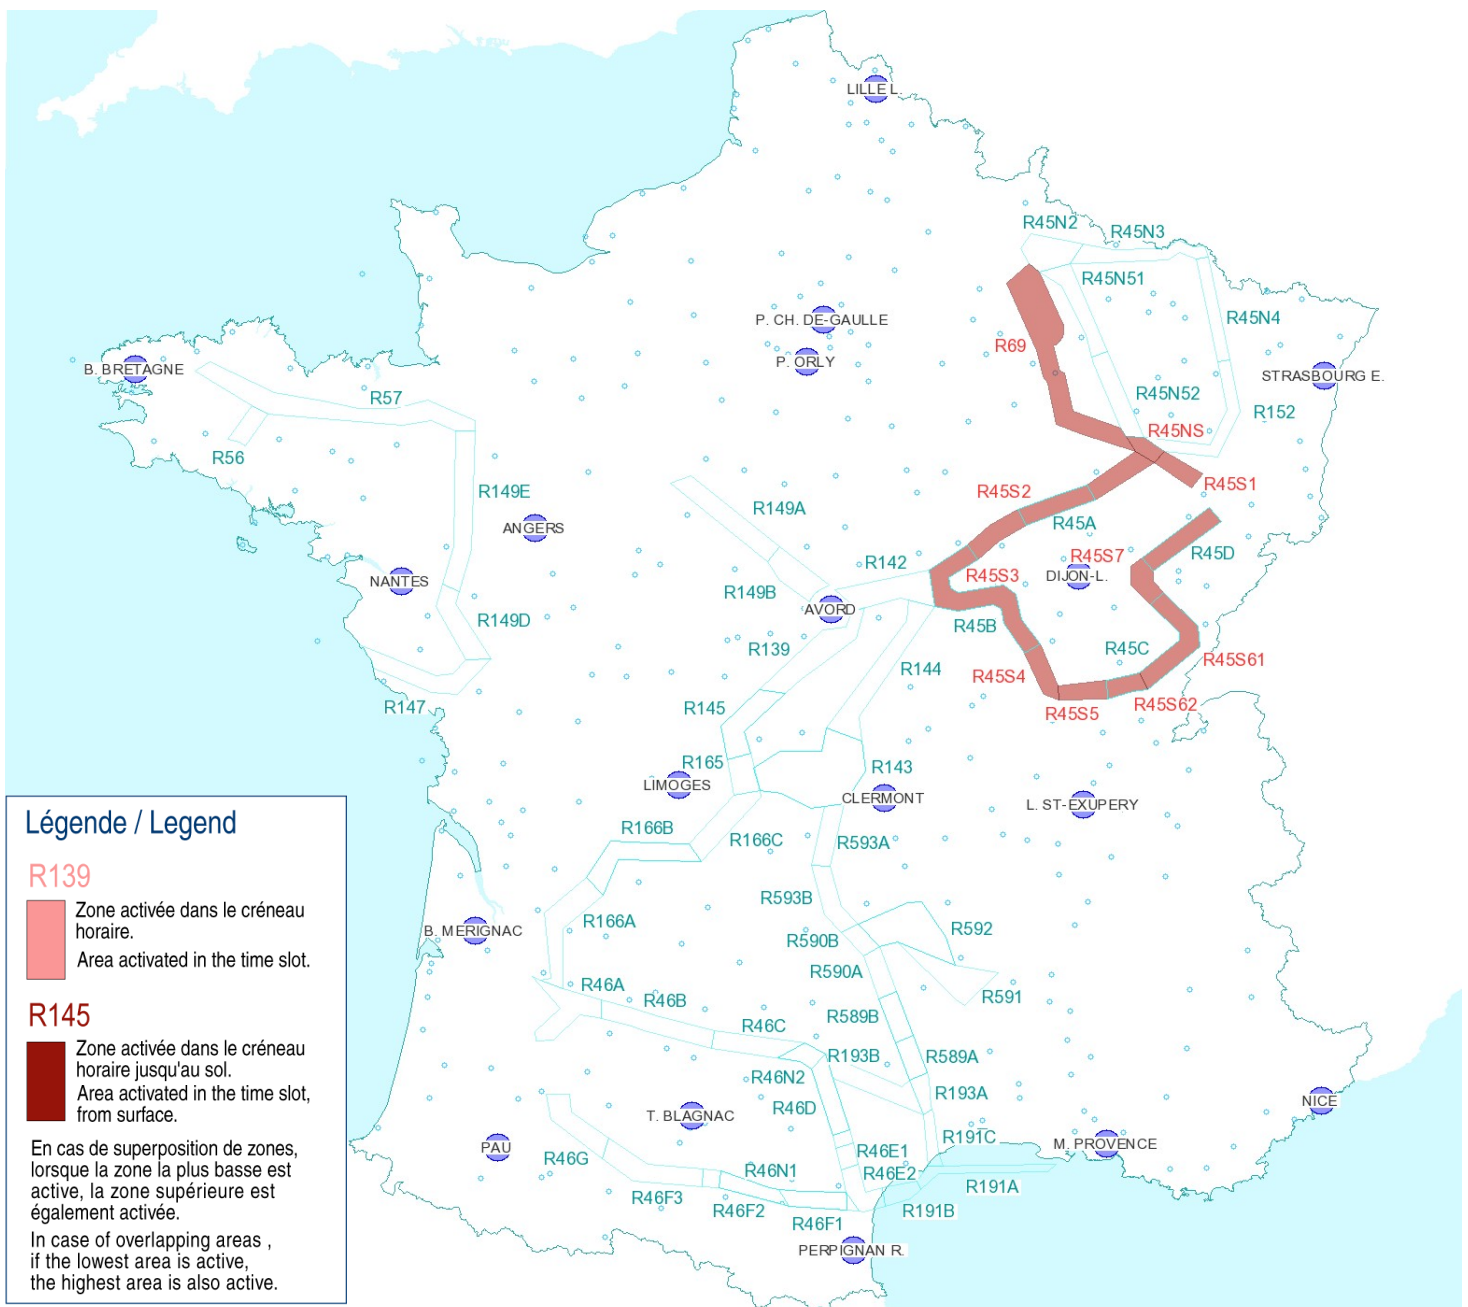 LILLE L.
R45N2
R45N3
R45N51
R45N4
P. CH. DE-GAULLE
R69
P. ORLY
B. BRETAGNE
STRASBOURG E.
R57
R45N52
R152
R56
R45NS
R149E
R45S2
R45S1
R149A
R45A
ANGERS
R45S7
R45D
R142
R45S3
DIJON-L.
NANTES
R149B
AVORD
R149D
R45B
R139
R45C
R45S61
R144
R45S4
R147
R145
R45S5
R45S62
R165
R143
LIMOGES
CLERMONT
L. ST-EXUPERY
R166B
R166C
R593A
R593B
R166A
B. MERIGNAC
R592
R590B
R590A
R46A
R46B
R591
R46C
R589B
R193B
R589A
R46N2
R193A
R46D
T. BLAGNAC
NICE
PAU
R191C
M. PROVENCE
R46G
R46E1
R46N1
R46E2
R191A
R46F3
R46F2
R191B
R46F1
PERPIGNAN R.
Légende / Legend
R139
Zone activée dans le créneau
horaire.
Area activated in the time slot.
R145
Zone activée dans le créneau
horaire jusqu'au sol.
Area activated in the time slot,
from surface.
En cas de superposition de zones,
lorsque la zone la plus basse est
active, la zone supérieure est
également activée.
In case of overlapping areas ,
if the lowest area is active,
the highest area is also active.